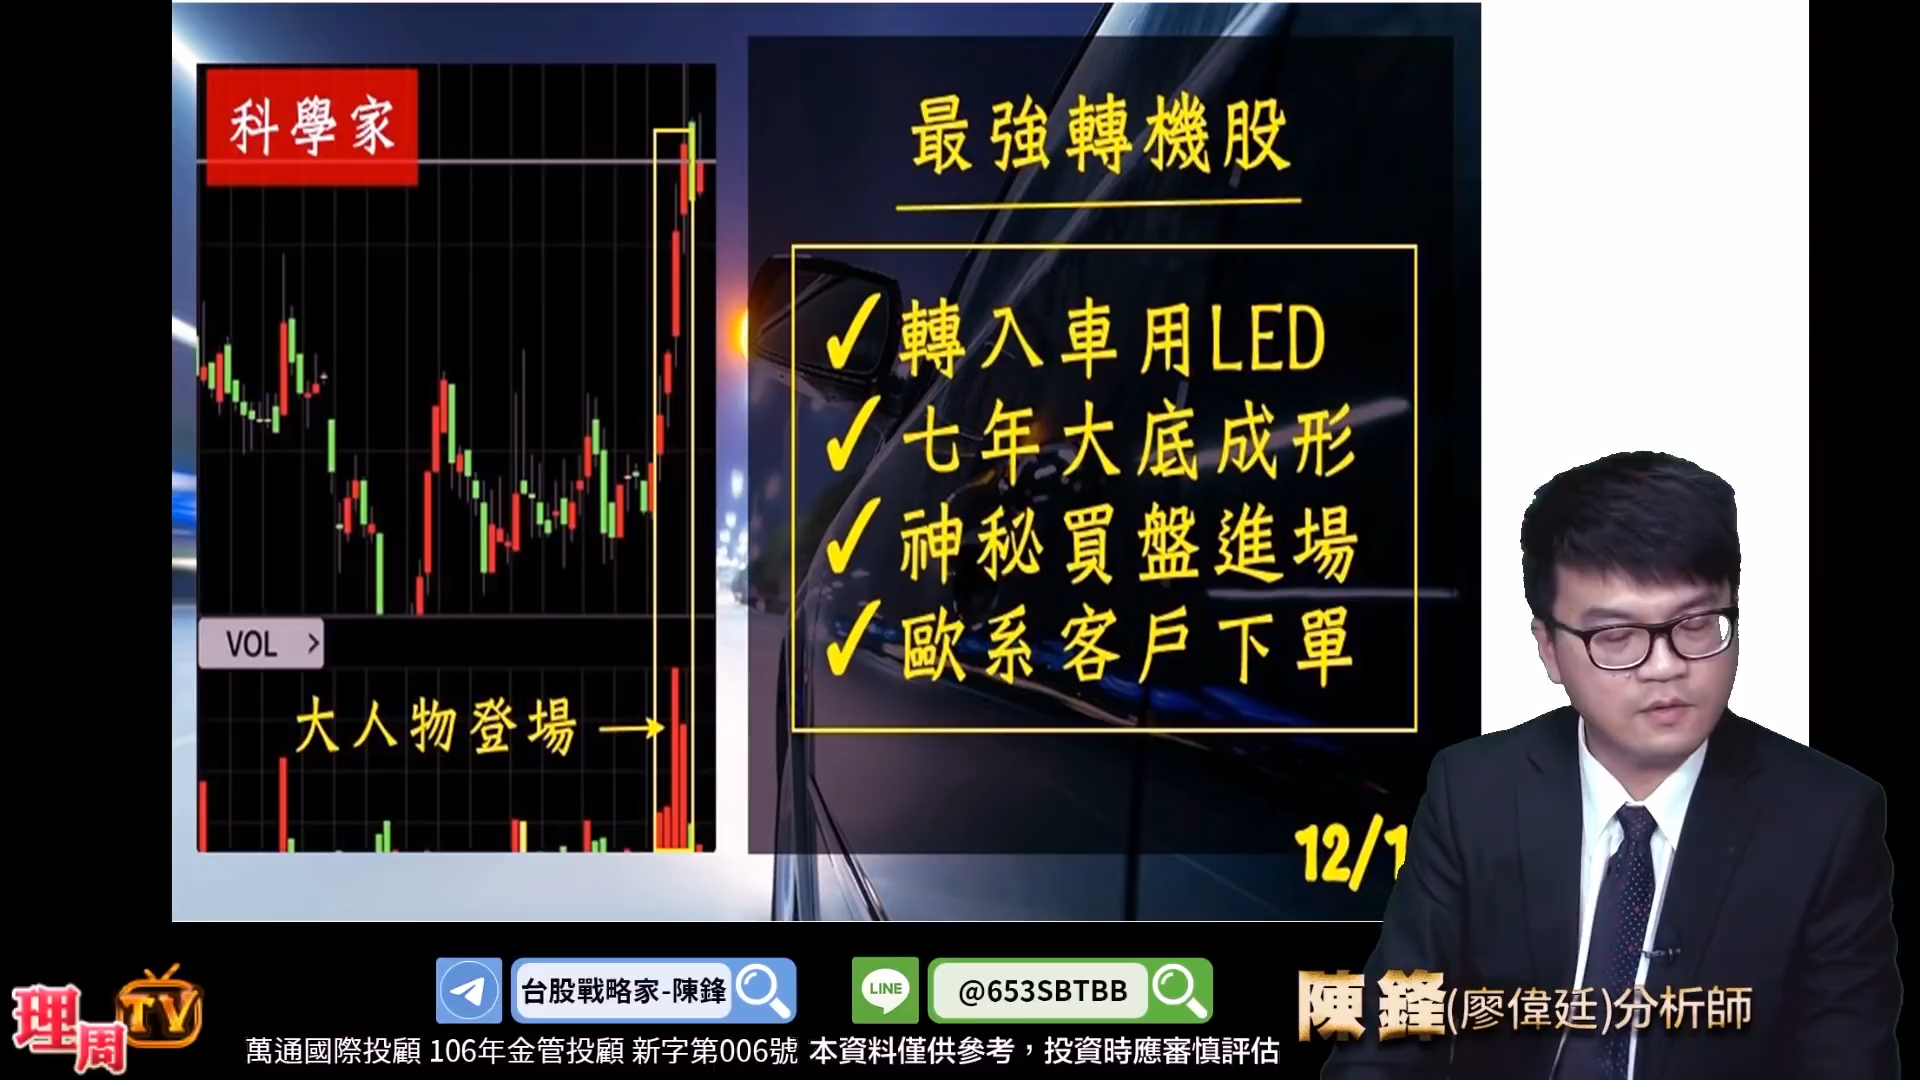 科學家
VOL >
大人物登場→
最強轉機股
✓轉入車用LED
✓七年大底成形
✓神秘買盤進場
✓歐系客戶下單
12/1
理周TV
台股戰略家-陳鋒
LINE
@653SBTBB
陳鋒(廖偉廷)分析師
萬通國際投顧 106年金管投顧 新字第006號 本資料僅供參考，投資時應審慎評估